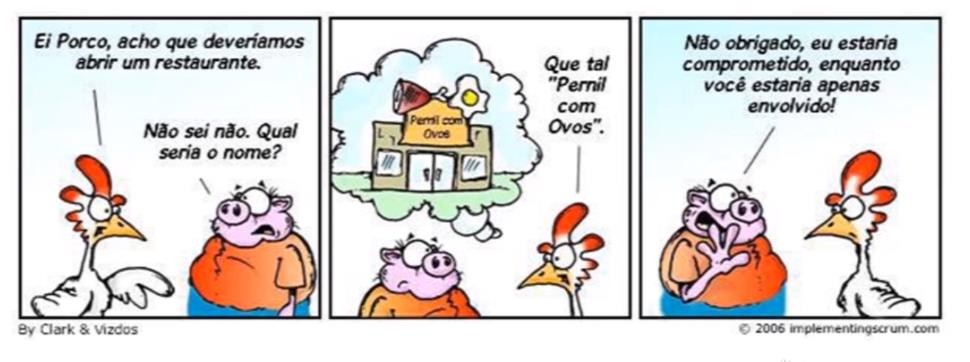 Ei Porco, acho que deveríamos
abrir um restaurante.
Não sei não. Qual
seria o nome?
Pernil com
Ovos
Que tal
"Pernil
com
Ovos".
Não obrigado, eu estaria
comprometido, enquanto
você estaria apenas
envolvido!
By Clark & Vizdos
© 2006 implementingscrum.com